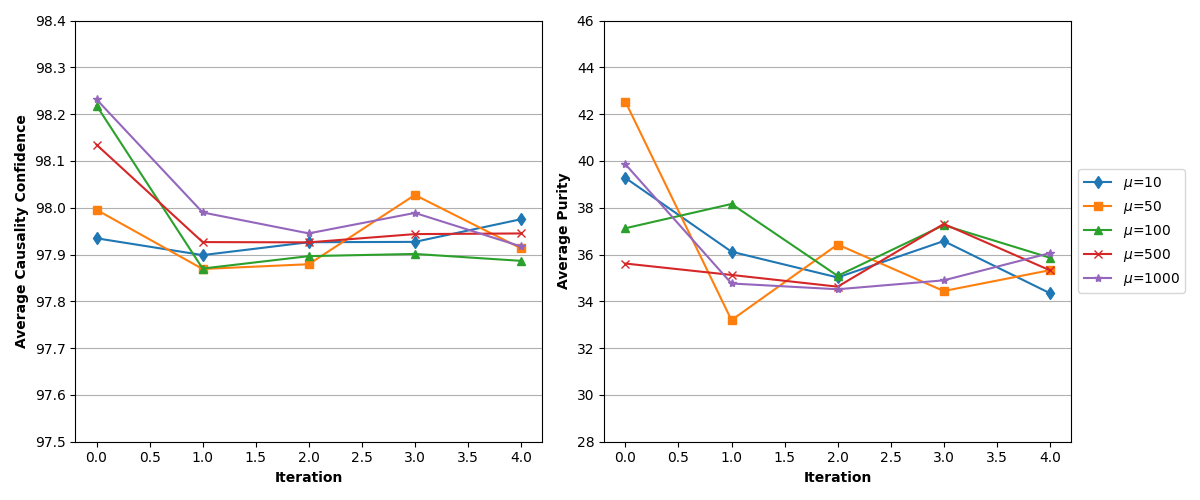 98.4
98.3
98.2
98.1
98.0
97.9
97.8
97.7
97.6
97.5
Average Causality Confidence
0.0 0.5 1.0 1.5 2.0 2.5 3.0 3.5 4.0
Iteration
46
44
42
40
38
36
34
32
30
28
Average Purity
0.0 0.5 1.0 1.5 2.0 2.5 3.0 3.5 4.0
Iteration
μ=10
μ=50
μ=100
μ=500
μ=1000